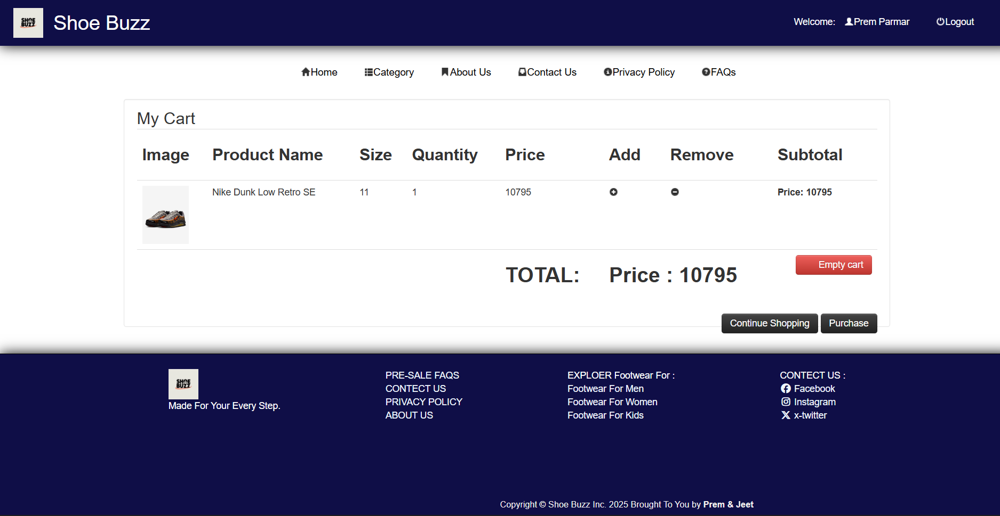 SHOE
BUZZ
Shoe Buzz
Welcome: Prem Parmar Logout
Home Category About Us Contact Us Privacy Policy FAQs
My Cart
Image Product Name Size Quantity Price Add Remove Subtotal
Nike Dunk Low Retro SE 11 1 10795 Price: 10795
TOTAL: Price : 10795 Empty cart
Continue Shopping Purchase
SHOE
BUZZ
Made For Your Every Step.
PRE-SALE FAQS
CONTECT US
PRIVACY POLICY
ABOUT US
EXPLOER Footwear For :
Footwear For Men
Footwear For Women
Footwear For Kids
CONTECT US :
Facebook
Instagram
x-twitter
Copyright © Shoe Buzz Inc. 2025 Brought To You by Prem & Jeet